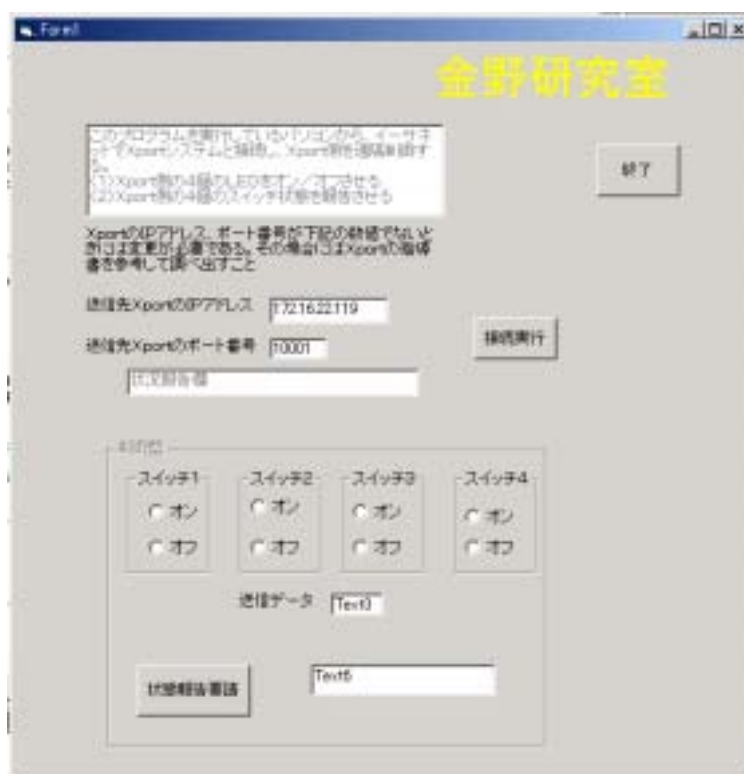 Form1
金野研究室
このプログラムを実行しているパソコンから、イーサネ
ットでXportシステムと接続し、Xport側を遠隔制御す
る。
(1)Xport側の4個のLEDをオン／オフさせる
(2)Xport側の4個のスイッチ状態を報告させる
終了
XportのIPアドレス、ポート番号が下記の数値でないと
きには変更が必要である。その場合にはXportの指導
書を参考して調べ出すこと
送信先XportのIPアドレス 172.16.22.119
送信先Xportのポート番号 10001
接続実行
状況報告欄
スイッチ1 スイッチ2 スイッチ3 スイッチ4
オン オン オン オン
オフ オフ オフ オフ
送信データ Text3
状態報告要請